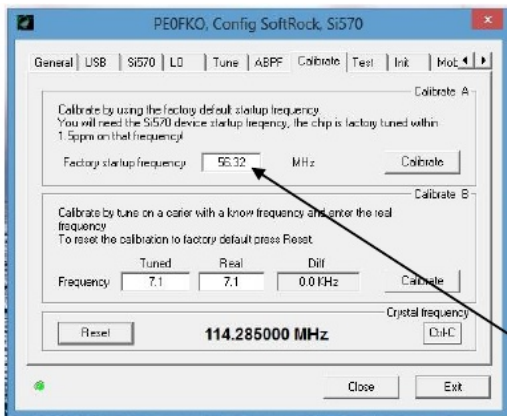 PE0FKO, Config SoftRock, Si570
General USB Si570 LO Tune ABPF Calibrate Test Init Mob
Calibrate A
Calibrate by using the factory default startup frequency
You will need the Si570 device startup freqency, the chip is factory tuned within
1.5ppm on that frequency!
Factory startup frequency 56.32 MHz Calibrate
Calibrate B
Calibrate by tune on a carier with a know frequency and enter the real
frequency
To reset the calibration to factory default press Reset.
Tuned Real Diff
Frequency 7.1 7.1 0.0 KHz Calibrate
Crystal frequency
Reset 114.285000 MHz Ctrl-C
Close Exit